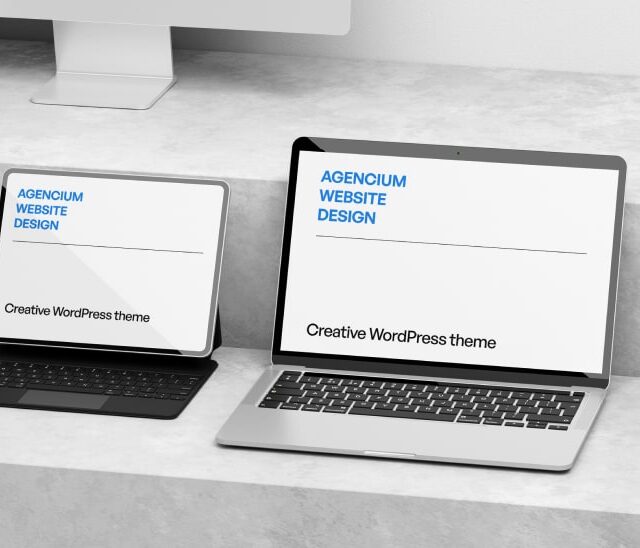 AGENCIUM
WEBSITE
DESIGN
Creative WordPress theme
AGENCIUM
WEBSITE
DESIGN
Creative WordPress theme